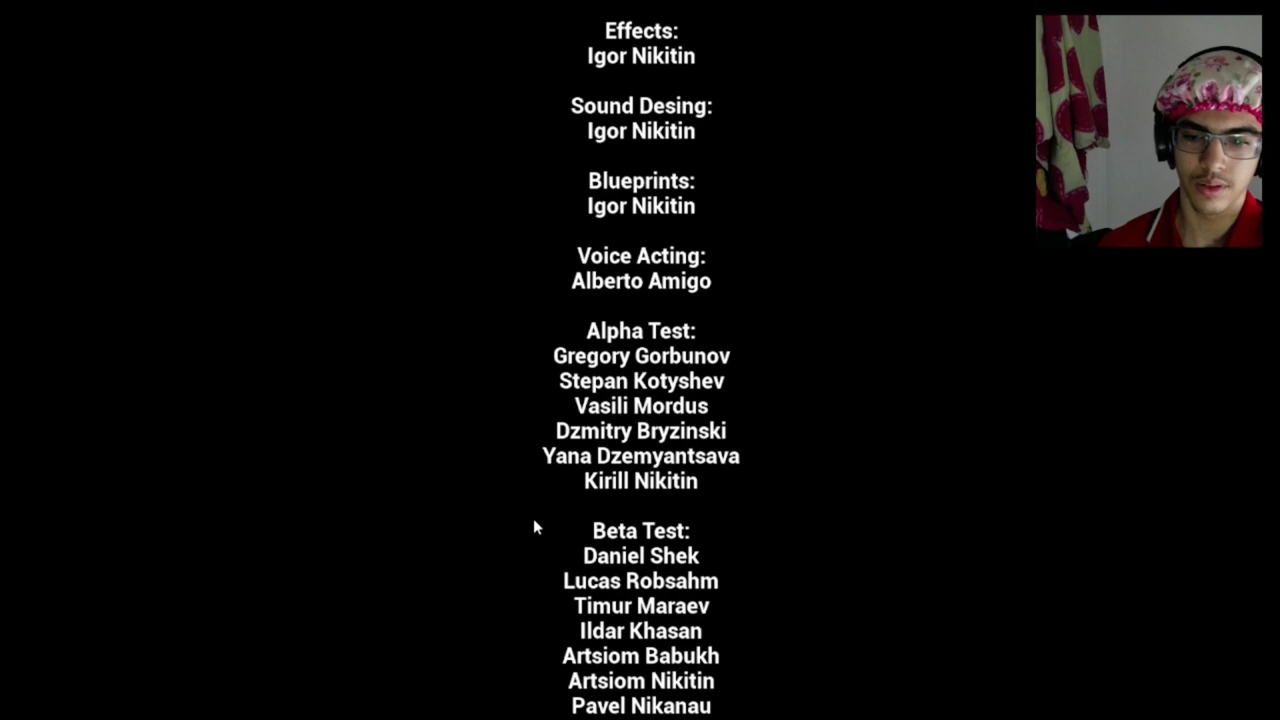 Effects:
Igor Nikitin
Sound Desing:
Igor Nikitin
Blueprints:
Igor Nikitin
Voice Acting:
Alberto Amigo
Alpha Test:
Gregory Gorbunov
Stepan Kotyshev
Vasili Mordus
Dzmitry Bryzinski
Yana Dzemyantsava
Kirill Nikitin
Beta Test:
Daniel Shek
Lucas Robsahm
Timur Maraev
Ildar Khasan
Artsiom Babukh
Artsiom Nikitin
Pavel Nikanau